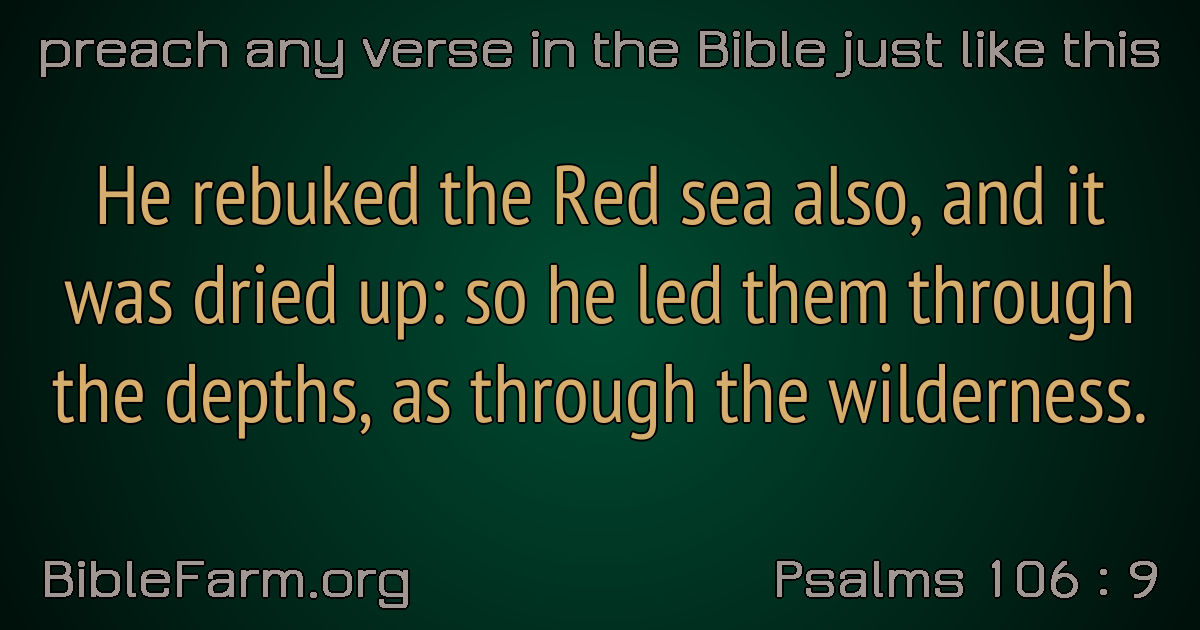 preach any verse in the Bible just like this
He rebuked the Red sea also, and it
was dried up: so he led them through
the depths, as through the wilderness.
BibleFarm.org
Psalms 106 : 9